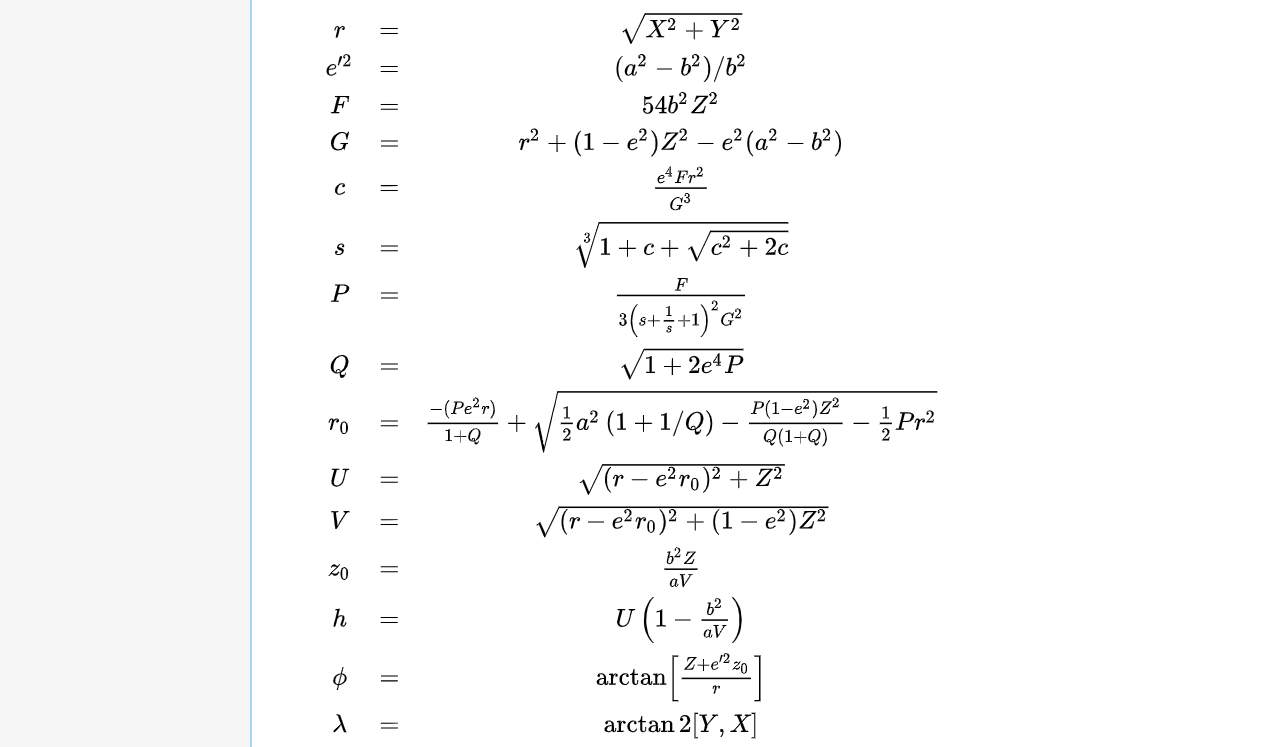 r = √(X² + Y²)
e′² = (a² − b²)/b²
F = 54b²Z²
G = r² + (1 − e²)Z² − e²(a² − b²)
c = e⁴Fr² / G³
s = ∛(1 + c + √(c² + 2c))
P = F / (3(s + 1/s + 1)² G²)
Q = √(1 + 2e⁴P)
r₀ = −(Pe²r) / (1+Q) + √(½a² (1 + 1/Q) − P(1−e²)Z² / (Q(1+Q)) − ½Pr²)
U = √((r − e²r₀)² + Z²)
V = √((r − e²r₀)² + (1 − e²)Z²)
z₀ = b²Z / (aV)
h = U (1 − b²/(aV))
ϕ = arctan[(Z+e′²z₀) / r]
λ = arctan 2[Y, X]